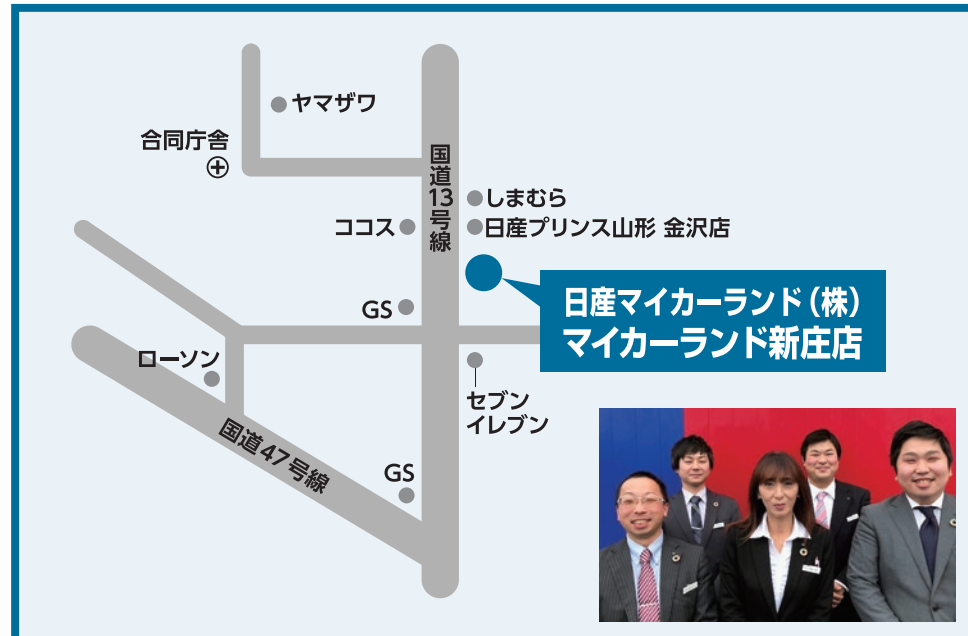 ヤマザワ
合同庁舎
国道13号線
しまむら
ココス
日産プリンス山形 金沢店
日産マイカーランド（株）
マイカーランド新庄店
GS
ローソン
セブン
イレブン
国道47号線
GS